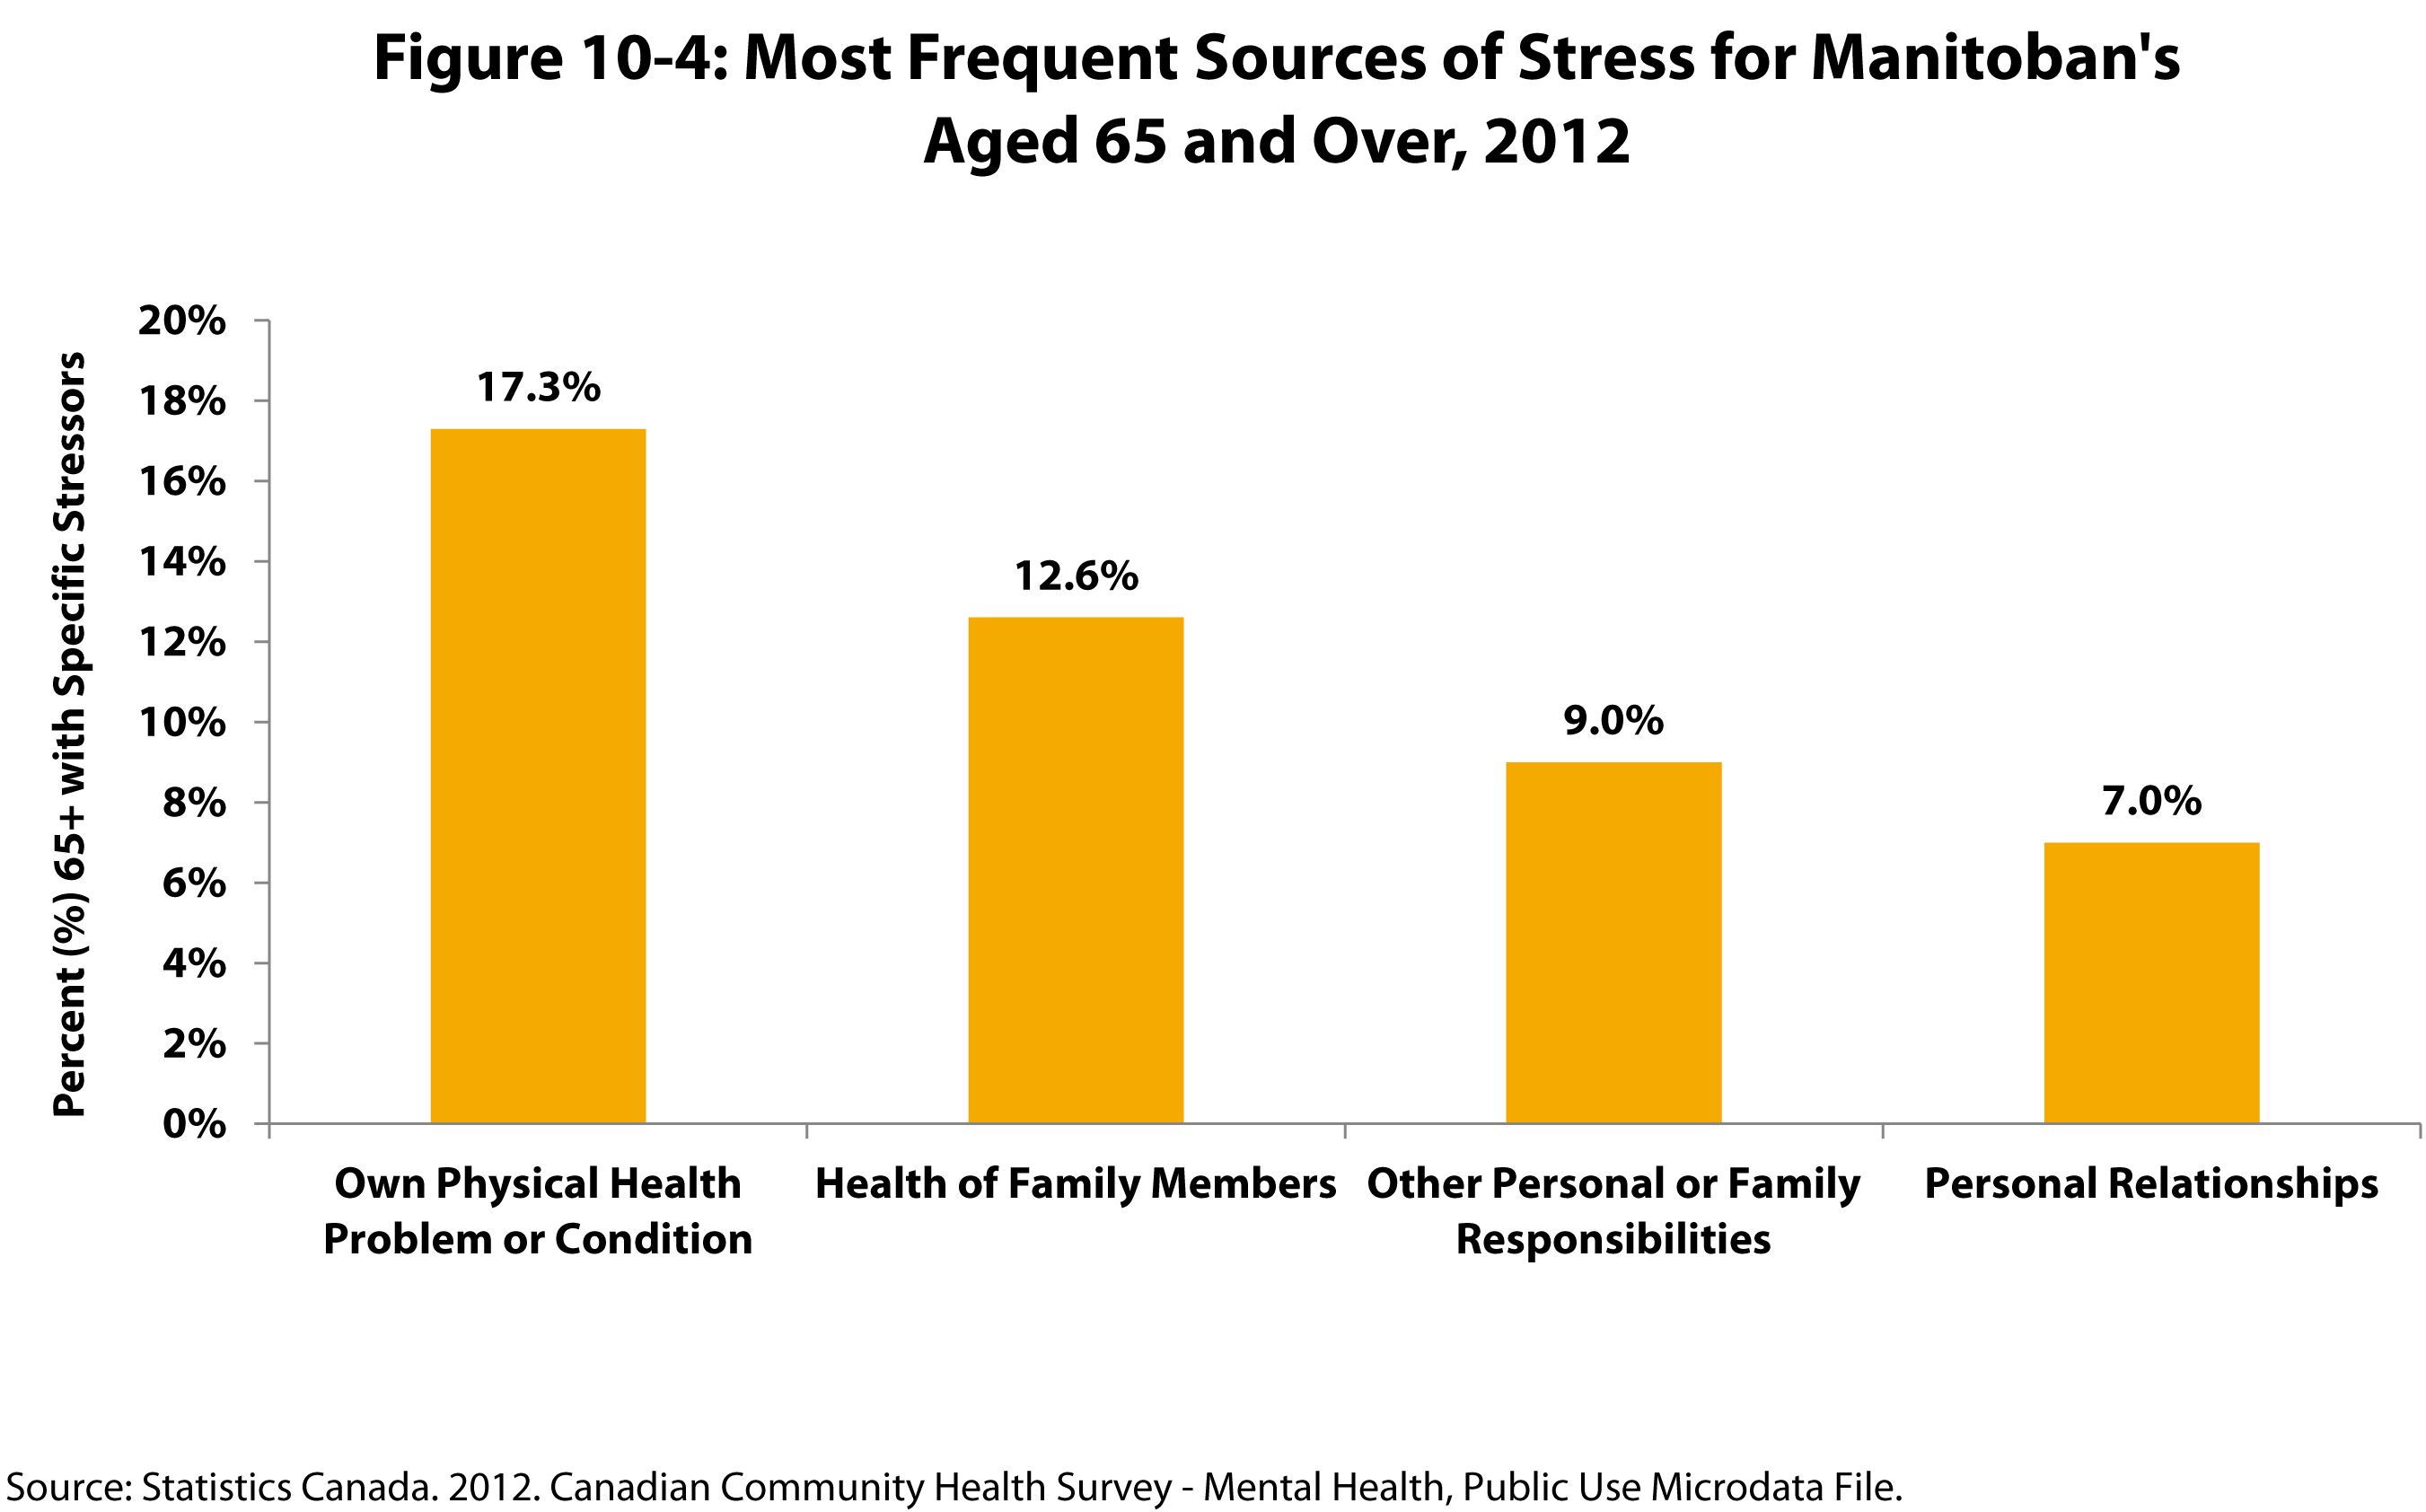 Figure 10-4: Most Frequent Sources of Stress for Manitoban's
Aged 65 and Over, 2012
Percent (%) 65+ with Specific Stressors
20%
18%
16%
14%
12%
10%
8%
6%
4%
2%
0%
17.3%
12.6%
9.0%
7.0%
Own Physical Health
Problem or Condition
Health of Family Members
Other Personal or Family
Responsibilities
Personal Relationships
Source: Statistics Canada. 2012. Canadian Community Health Survey - Mental Health, Public Use Microdata File.